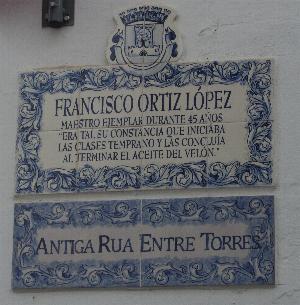 FRANCISCO ORTIZ LÓPEZ
MAESTRO EJEMPLAR DURANTE 45 AÑOS
"ERA TAL SU CONSTANCIA QUE INICIABA
LAS CLASES TEMPRANO Y LAS CONCLUÍA
AL TERMINAR EL ACEITE DEL VELÓN."
ANTIGA RUA ENTRE TORRES